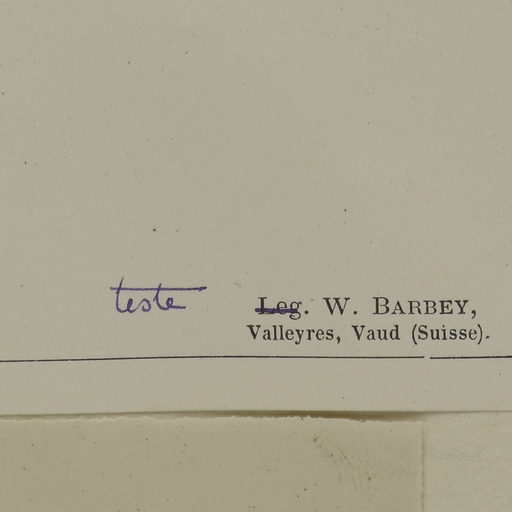 teste Leg. W. BARBEY,
Valleyres, Vaud (Suisse).